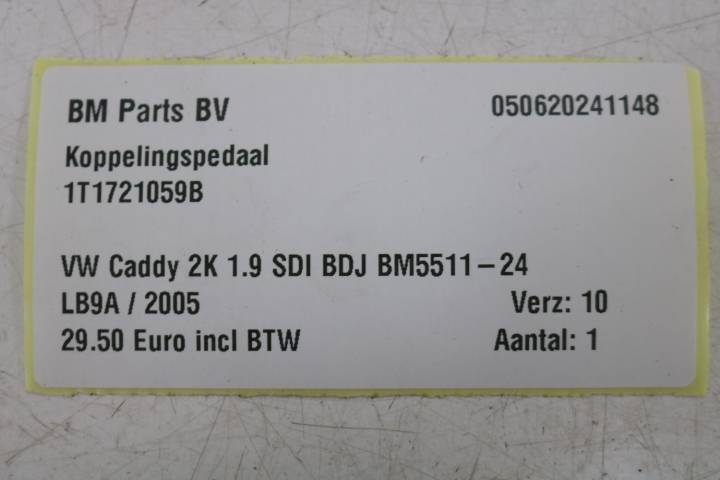 BM Parts BV 050620241148
Koppelingspedaal
1T1721059B
VW Caddy 2K 1.9 SDI BDJ BM5511-24
LB9A / 2005 Verz: 10
29.50 Euro incl BTW Aantal: 1